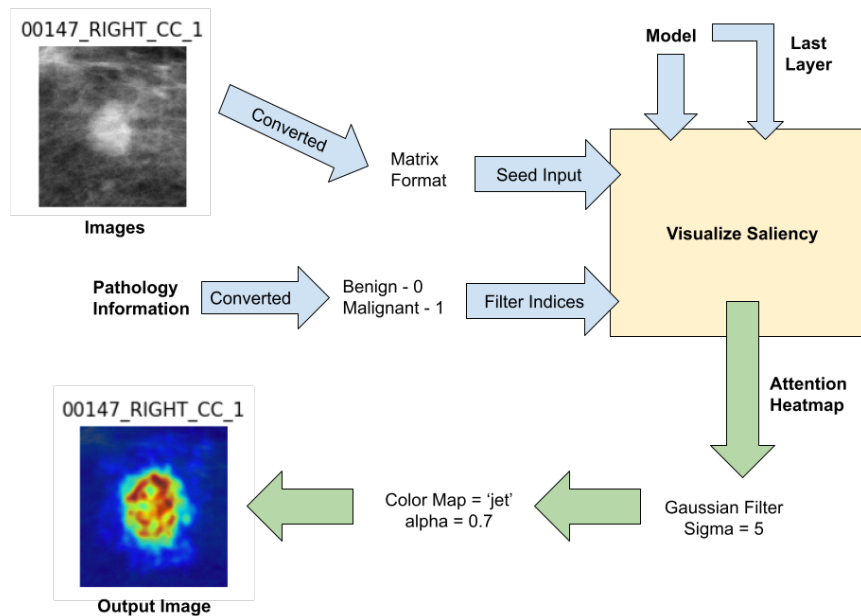 00147_RIGHT_CC_1
Images
Converted
Matrix
Format
Seed Input
Model
Last
Layer
Visualize Saliency
Pathology
Information
Converted
Benign - 0
Malignant - 1
Filter Indices
Attention
Heatmap
Gaussian Filter
Sigma = 5
Color Map = ‘jet’
alpha = 0.7
00147_RIGHT_CC_1
Output Image